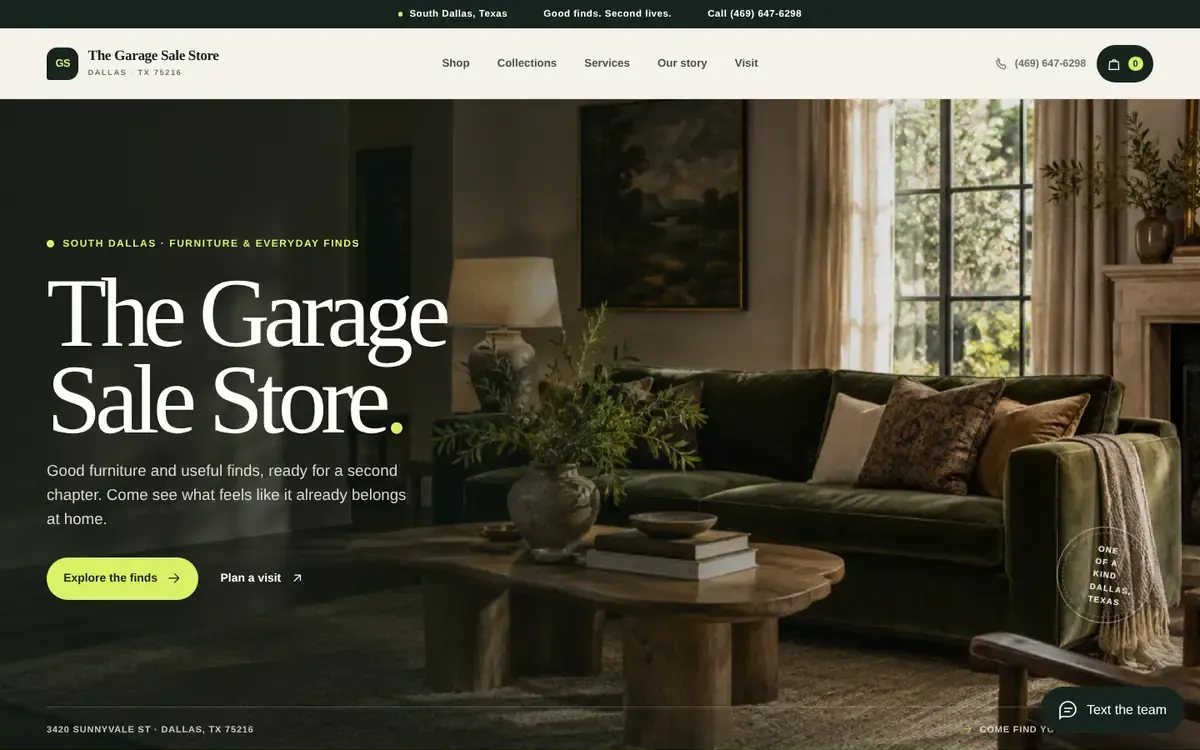 South Dallas, Texas
Good finds. Second lives.
Call (469) 647-6298
GS
The Garage Sale Store
DALLAS · TX 75216
Shop
Collections
Services
Our story
Visit
(469) 647-6298
0
SOUTH DALLAS · FURNITURE & EVERYDAY FINDS
The Garage
Sale Store.
Good furniture and useful finds, ready for a second
chapter. Come see what feels like it already belongs
at home.
Explore the finds
Plan a visit
ONE
OF A
KIND
DALLAS,
TEXAS
3420 SUNNYVALE ST · DALLAS, TX 75216
COME FIND
Text the team